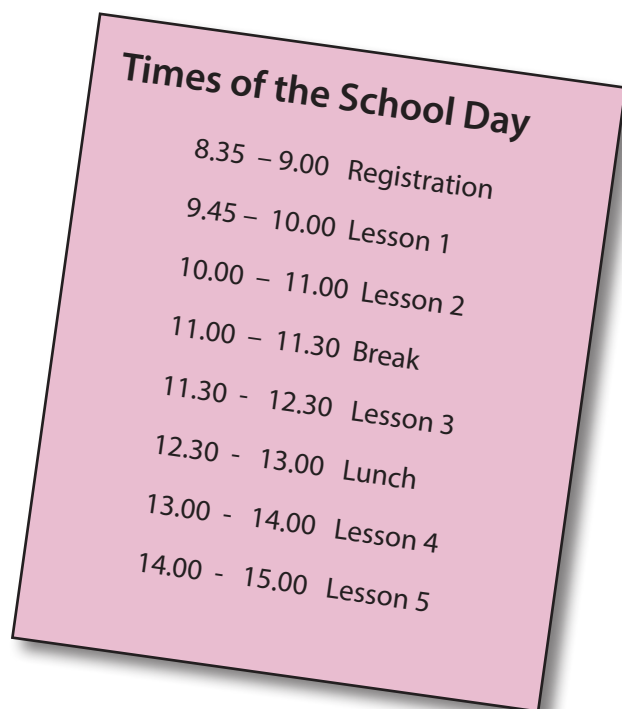 Times of the School Day
8.35 – 9.00 Registration
9.45 – 10.00 Lesson 1
10.00 – 11.00 Lesson 2
11.00 – 11.30 Break
11.30 - 12.30 Lesson 3
12.30 - 13.00 Lunch
13.00 - 14.00 Lesson 4
14.00 - 15.00 Lesson 5